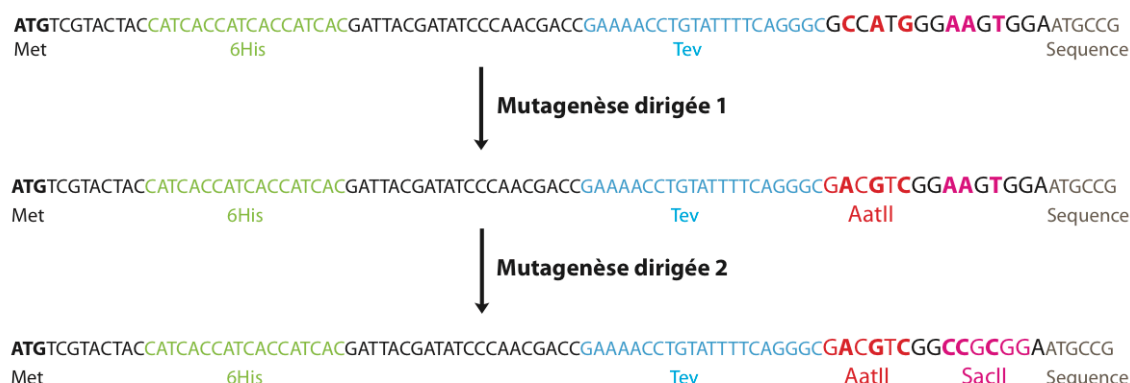 ATGTCGTACTACCATCACCATCACCATCACGATTACGATATCCCAACGACCGAAAACCTGTATTTTCAGGGCGCCATGGGAAGTGGAATGCCG
Met 6His Tev Sequence
Mutagenèse dirigée 1
ATGTCGTACTACCATCACCATCACCATCACGATTACGATATCCCAACGACCGAAAACCTGTATTTTCAGGGCGACGTCGGAAGTGGAATGCCG
Met 6His Tev AatII Sequence
Mutagenèse dirigée 2
ATGTCGTACTACCATCACCATCACCATCACGATTACGATATCCCAACGACCGAAAACCTGTATTTTCAGGGCGACGTCGGCCGCGGAATGCCG
Met 6His Tev AatII SacII Sequence